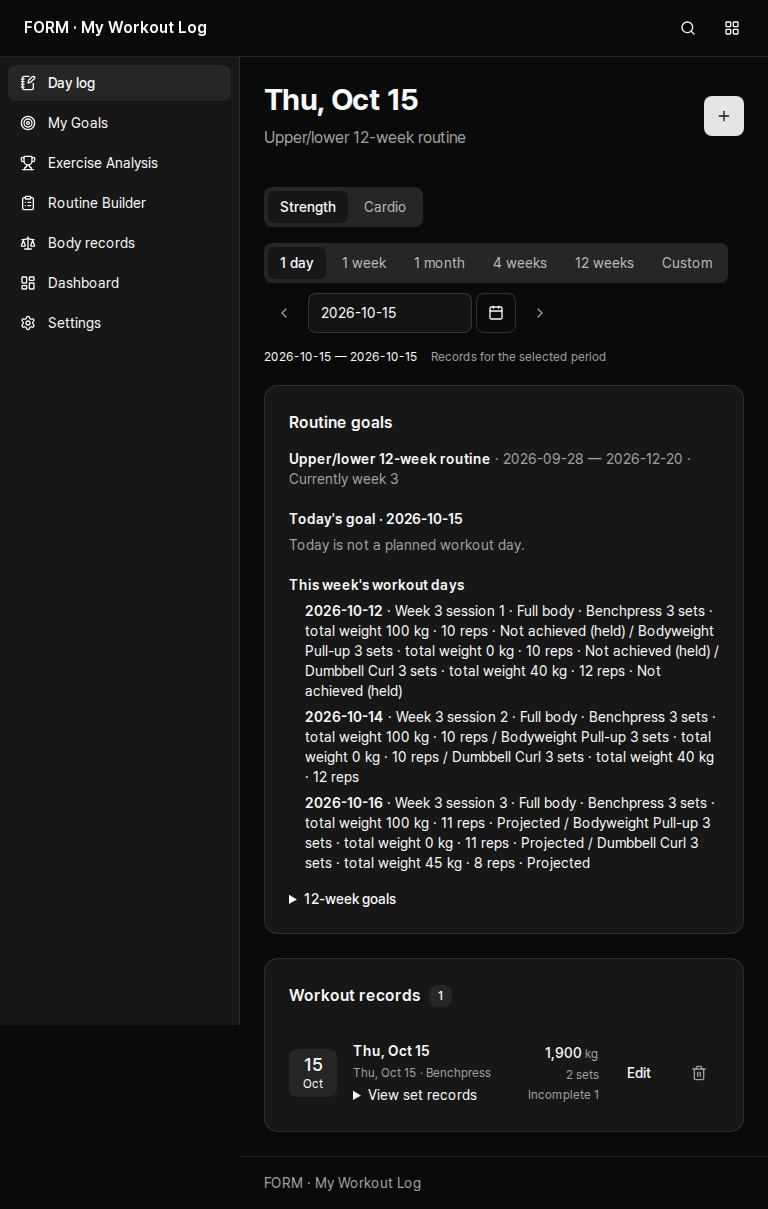 FORM · My Workout Log
Day log
My Goals
Exercise Analysis
Routine Builder
Body records
Dashboard
Settings
Thu, Oct 15
Upper/lower 12-week routine
Strength
Cardio
1 day
1 week
1 month
4 weeks
12 weeks
Custom
2026-10-15
2026-10-15 — 2026-10-15 Records for the selected period
Routine goals
Upper/lower 12-week routine · 2026-09-28 — 2026-12-20 ·
Currently week 3
Today's goal · 2026-10-15
Today is not a planned workout day.
This week's workout days
2026-10-12 · Week 3 session 1 · Full body · Benchpress 3 sets ·
total weight 100 kg · 10 reps · Not achieved (held) / Bodyweight
Pull-up 3 sets · total weight 0 kg · 10 reps · Not achieved (held) /
Dumbbell Curl 3 sets · total weight 40 kg · 12 reps · Not
achieved (held)
2026-10-14 · Week 3 session 2 · Full body · Benchpress 3 sets ·
total weight 100 kg · 10 reps / Bodyweight Pull-up 3 sets · total
weight 0 kg · 10 reps / Dumbbell Curl 3 sets · total weight 40 kg
· 12 reps
2026-10-16 · Week 3 session 3 · Full body · Benchpress 3 sets ·
total weight 100 kg · 11 reps · Projected / Bodyweight Pull-up 3
sets · total weight 0 kg · 11 reps · Projected / Dumbbell Curl 3
sets · total weight 45 kg · 8 reps · Projected
12-week goals
Workout records 1
15
Oct
Thu, Oct 15
Thu, Oct 15 · Benchpress
View set records
1,900 kg
2 sets
Incomplete 1
Edit
FORM · My Workout Log